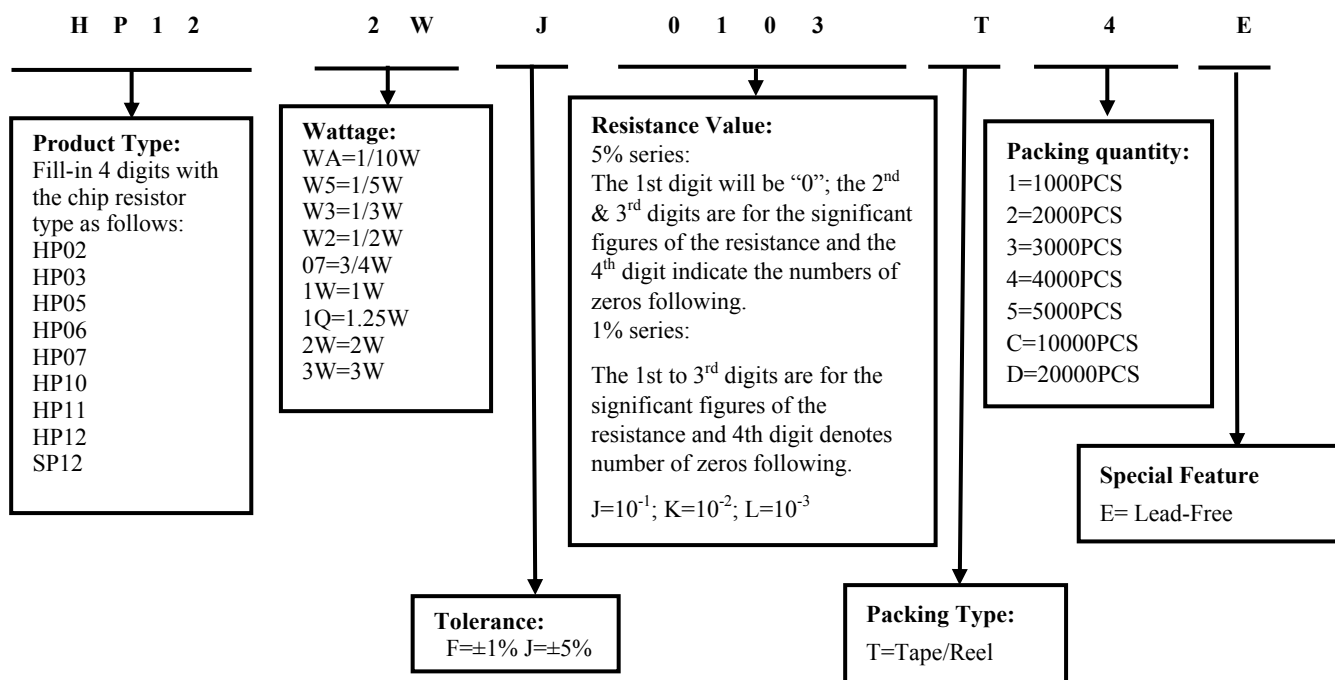 H P 1 2 2 W J 0 1 0 3 T 4 E
Product Type:
Fill-in 4 digits with
the chip resistor
type as follows:
HP02
HP03
HP05
HP06
HP07
HP10
HP11
HP12
SP12
Wattage:
WA=1/10W
W5=1/5W
W3=1/3W
W2=1/2W
07=3/4W
1W=1W
1Q=1.25W
2W=2W
3W=3W
Resistance Value:
5% series:
The 1st digit will be “0”; the 2nd
& 3rd digits are for the significant
figures of the resistance and the
4th digit indicate the numbers of
zeros following.
1% series:
The 1st to 3rd digits are for the
significant figures of the
resistance and 4th digit denotes
number of zeros following.
J=10-1; K=10-2; L=10-3
Packing quantity:
1=1000PCS
2=2000PCS
3=3000PCS
4=4000PCS
5=5000PCS
C=10000PCS
D=20000PCS
Special Feature
E= Lead-Free
Tolerance:
F=±1% J=±5%
Packing Type:
T=Tape/Reel